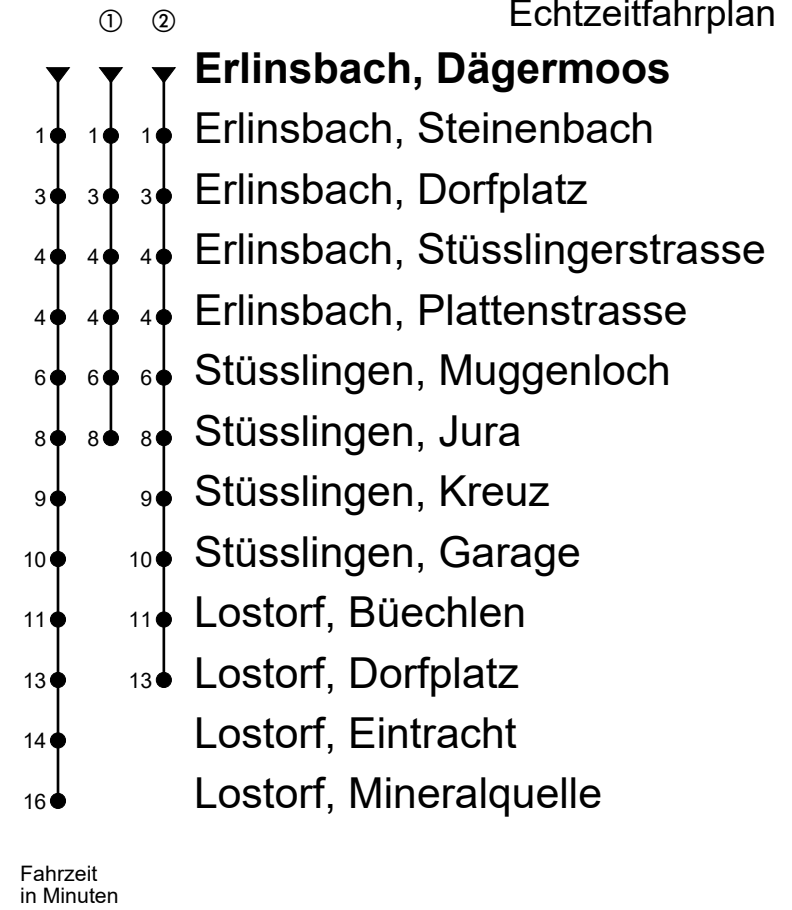 Echtzeitfahrplan
① ②
Erlinsbach, Dägermoos
1 1 1 Erlinsbach, Steinenbach
3 3 3 Erlinsbach, Dorfplatz
4 4 4 Erlinsbach, Stüsslingerstrasse
4 4 4 Erlinsbach, Plattenstrasse
6 6 6 Stüsslingen, Muggenloch
8 8 8 Stüsslingen, Jura
9 9 Stüsslingen, Kreuz
10 10 Stüsslingen, Garage
11 11 Lostorf, Büechlen
13 13 Lostorf, Dorfplatz
14 Lostorf, Eintracht
16 Lostorf, Mineralquelle
Fahrzeit
in Minuten